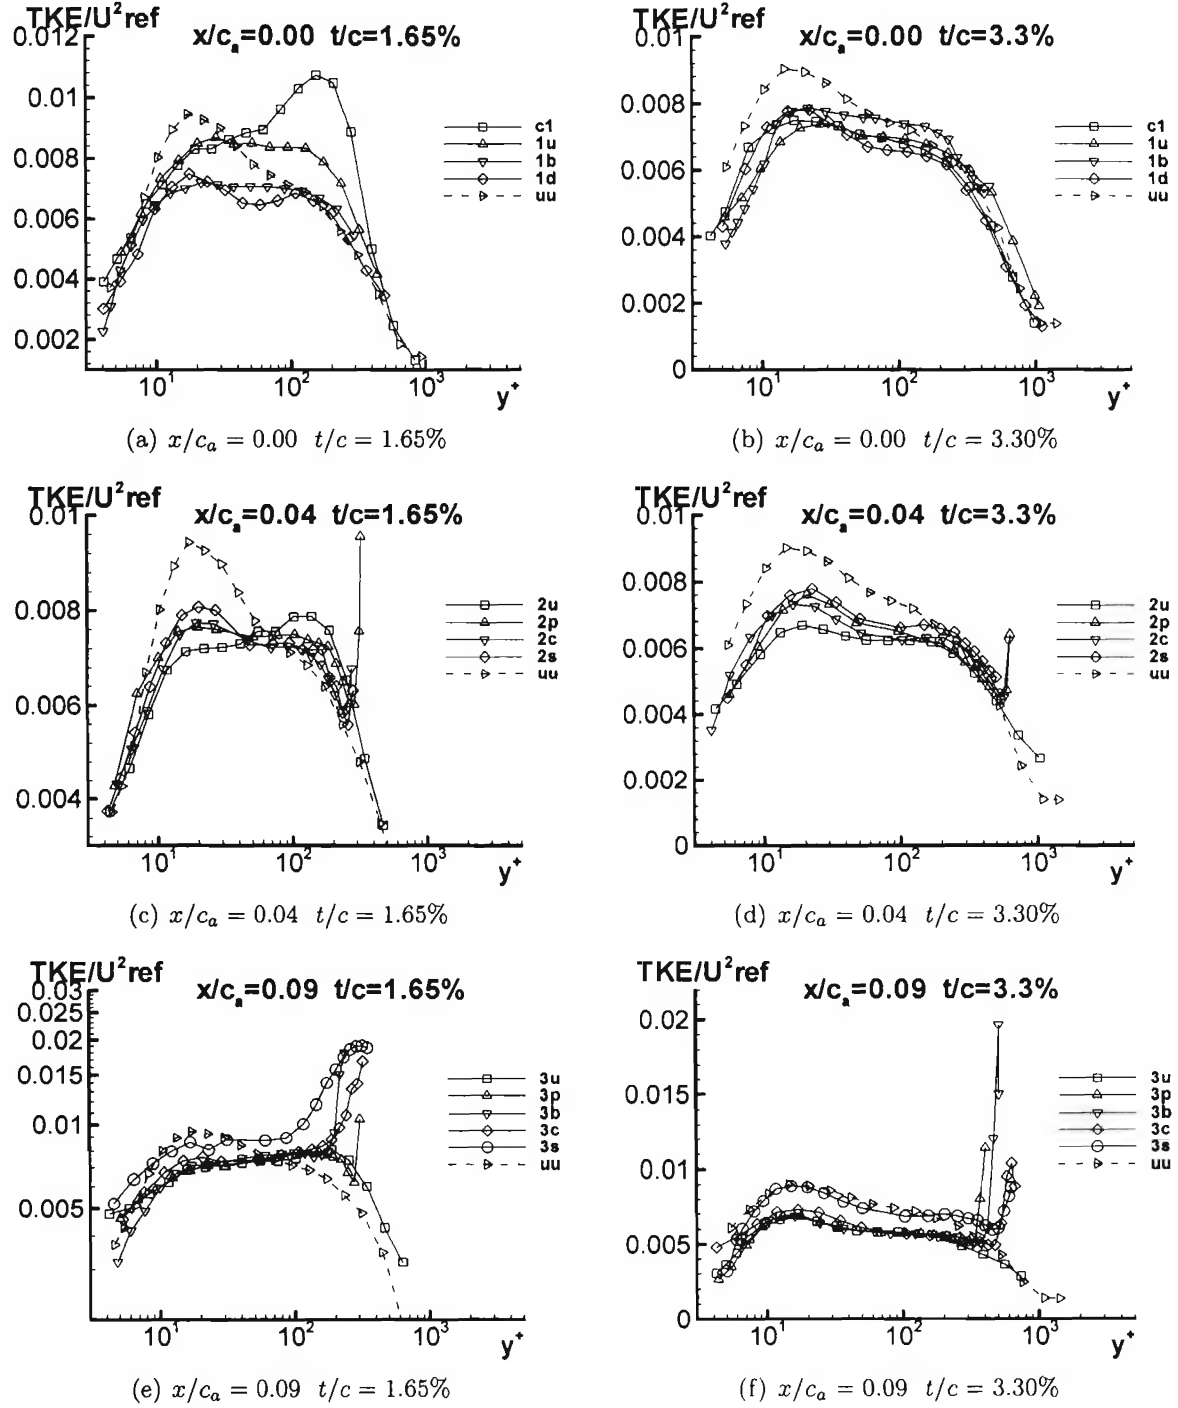 TKE/U²ref
x/cₐ=0.00 t/c=1.65%
0.012
0.01
0.008
0.006
0.004
0.002
10¹ 10² 10³
y⁺
c1
1u
1b
1d
uu
(a) x/cₐ = 0.00 t/c = 1.65%
TKE/U²ref
x/cₐ=0.00 t/c=3.3%
0.01
0.008
0.006
0.004
0.002
0
10¹ 10² 10³
y⁺
c1
1u
1b
1d
uu
(b) x/cₐ = 0.00 t/c = 3.30%
TKE/U²ref
x/cₐ=0.04 t/c=1.65%
0.01
0.008
0.006
0.004
10¹ 10² 10³
y⁺
2u
2p
2c
2s
uu
(c) x/cₐ = 0.04 t/c = 1.65%
TKE/U²ref
x/cₐ=0.04 t/c=3.3%
0.01
0.008
0.006
0.004
0.002
0
10¹ 10² 10³
y⁺
2u
2p
2c
2s
uu
(d) x/cₐ = 0.04 t/c = 3.30%
TKE/U²ref
x/cₐ=0.09 t/c=1.65%
0.03
0.025
0.02
0.015
0.01
0.005
10¹ 10² 10³
y⁺
3u
3p
3b
3c
3s
uu
(e) x/cₐ = 0.09 t/c = 1.65%
TKE/U²ref
x/cₐ=0.09 t/c=3.3%
0.02
0.015
0.01
0.005
0
10¹ 10² 10³
y⁺
3u
3p
3b
3c
3s
uu
(f) x/cₐ = 0.09 t/c = 3.30%